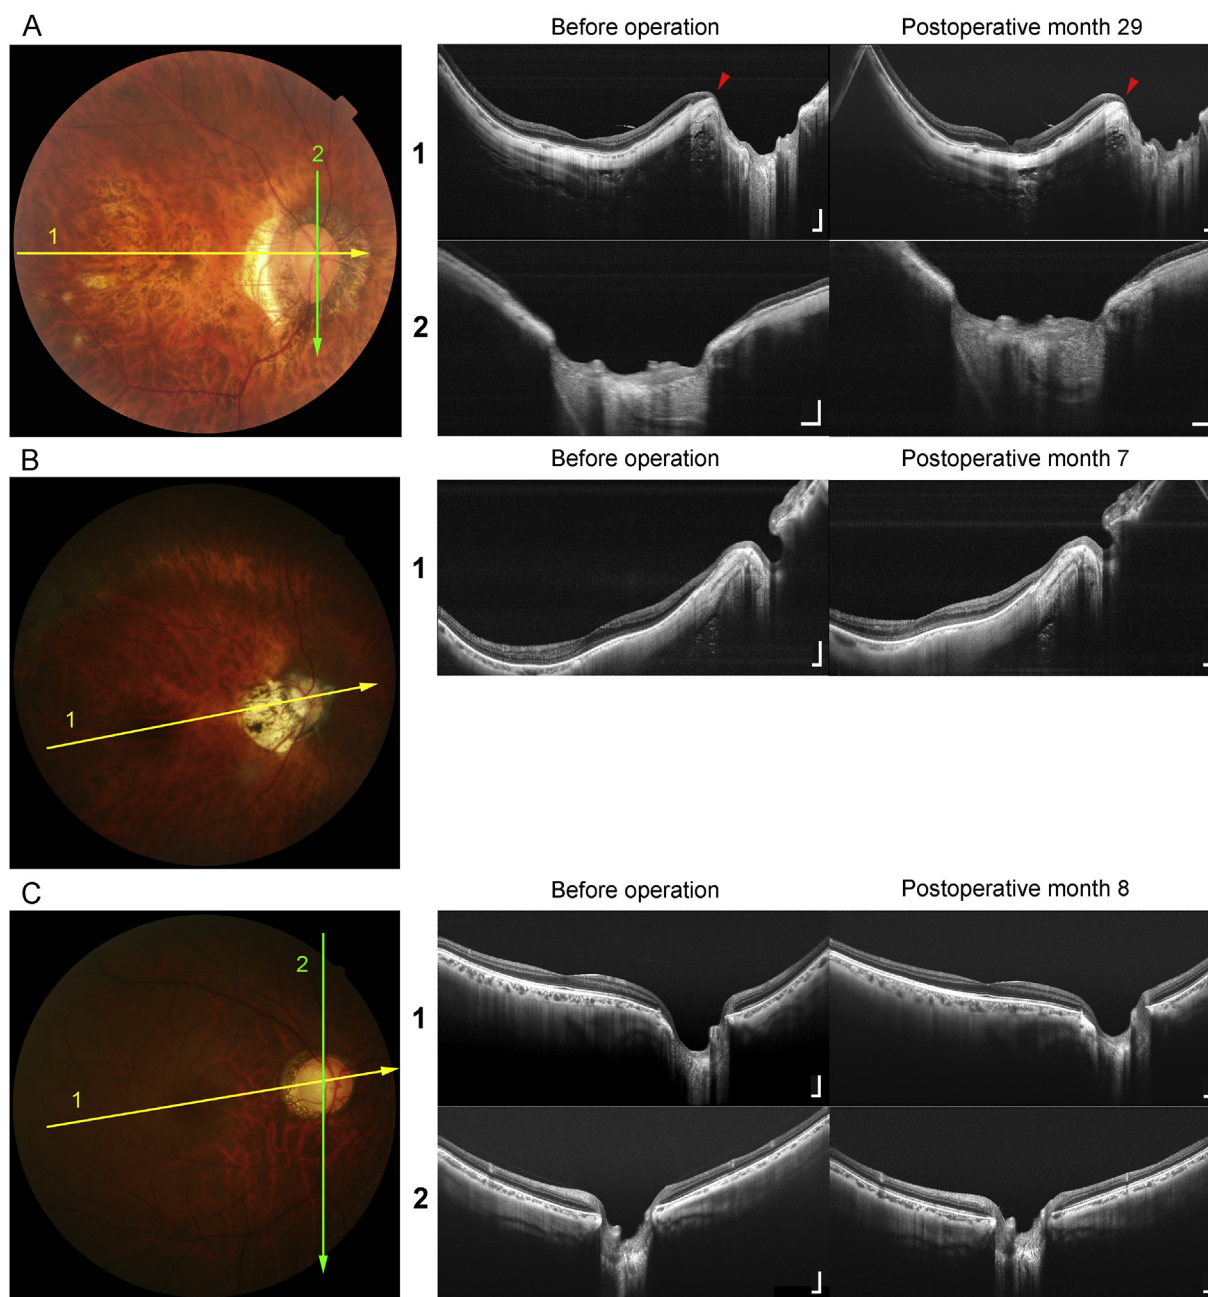 A
Before operation
Postoperative month 29
1
2
1
2
B
Before operation
Postoperative month 7
1
1
C
Before operation
Postoperative month 8
1
2
1
2